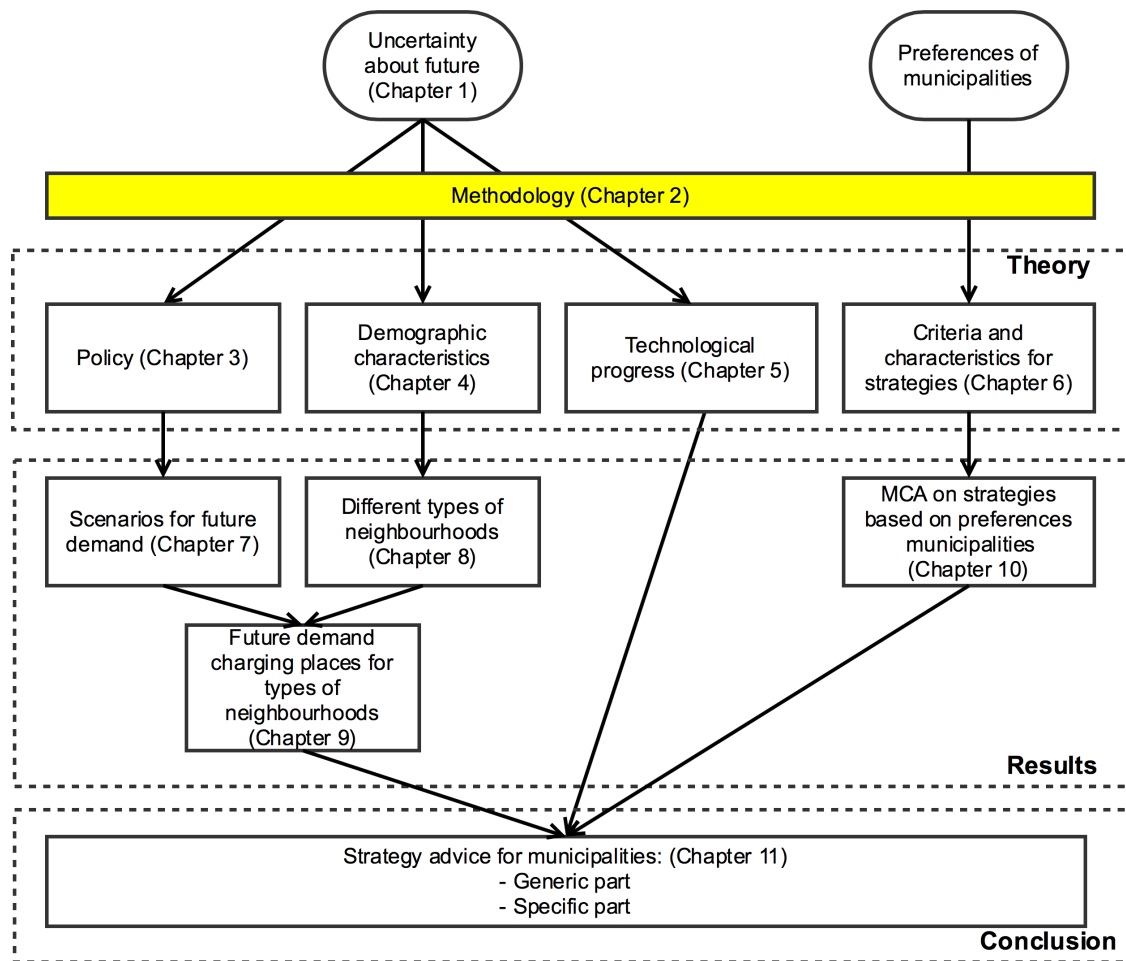 Uncertainty
about future
(Chapter 1)
Preferences of
municipalities
Methodology (Chapter 2)
Theory
Policy (Chapter 3)
Demographic
characteristics
(Chapter 4)
Technological
progress (Chapter 5)
Criteria and
characteristics for
strategies (Chapter 6)
Scenarios for future
demand (Chapter 7)
Different types of
neighbourhoods
(Chapter 8)
MCA on strategies
based on preferences
municipalities
(Chapter 10)
Future demand
charging places for
types of
neighbourhoods
(Chapter 9)
Results
Strategy advice for municipalities: (Chapter 11)
- Generic part
- Specific part
Conclusion